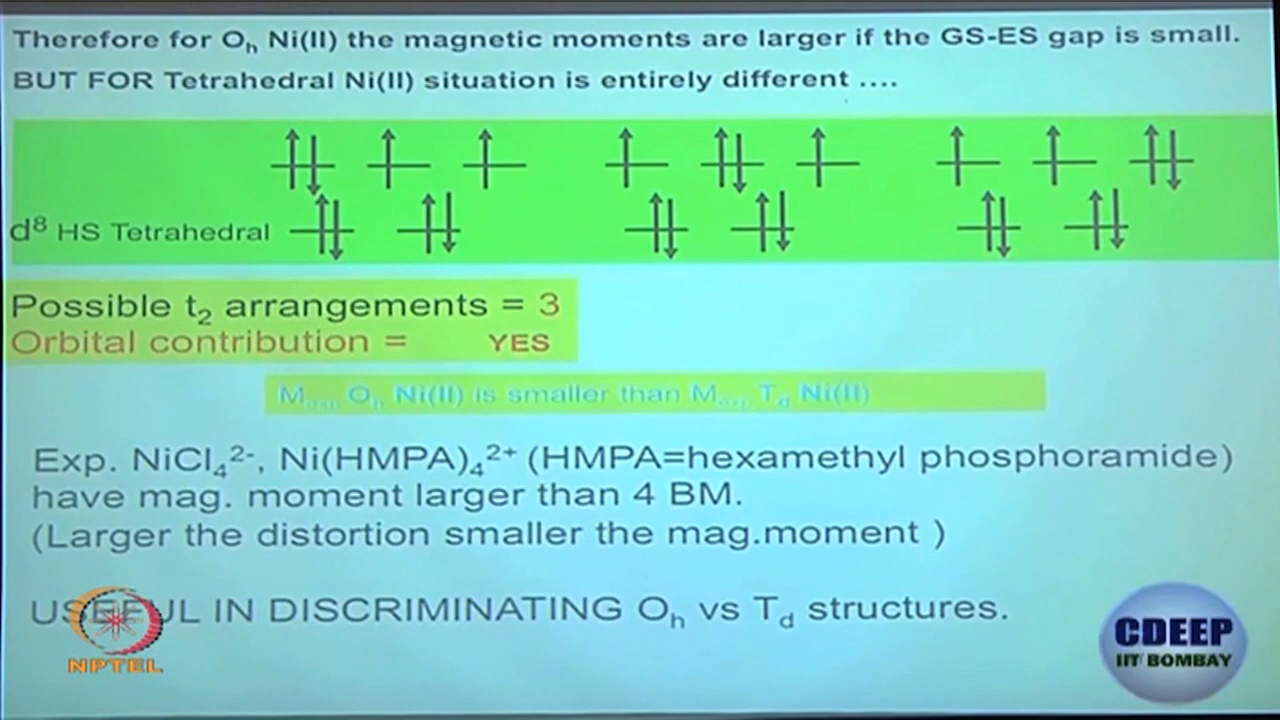 Therefore for Oₕ Ni(II) the magnetic moments are larger if the GS-ES gap is small.
BUT FOR Tetrahedral Ni(II) situation is entirely different ....
d⁸ HS Tetrahedral
Possible t₂ arrangements = 3
Orbital contribution = YES
Oₕ Ni(II) is smaller than T_d Ni(II)
Exp. NiCl₄²⁻, Ni(HMPA)₄²⁺ (HMPA=hexamethyl phosphoramide)
have mag. moment larger than 4 BM.
(Larger the distortion smaller the mag.moment )
USEFUL IN DISCRIMINATING Oₕ vs T_d structures.
NPTEL
CDEEP
IIT BOMBAY